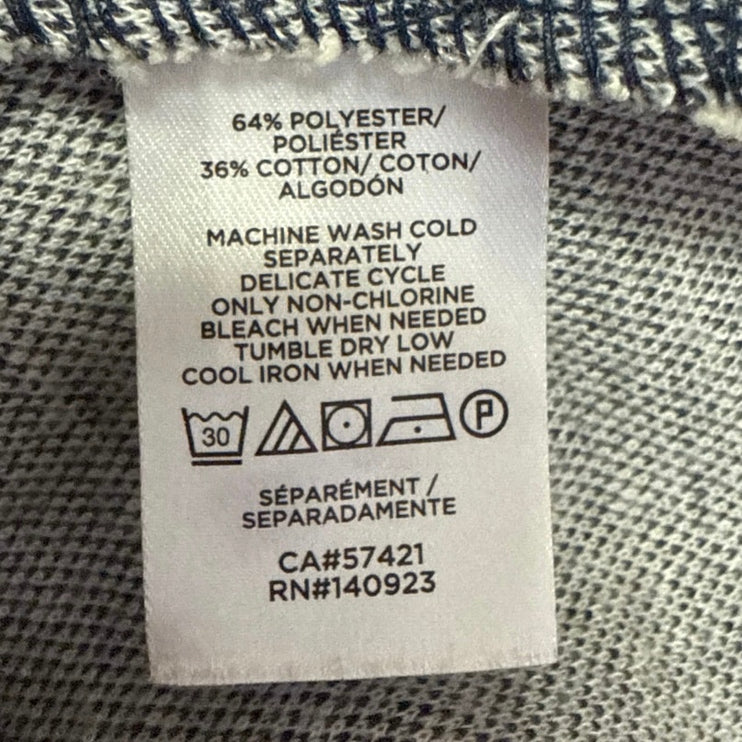 64% POLYESTER/
POLIÉSTER
36% COTTON/ COTON/
ALGODÓN
MACHINE WASH COLD
SEPARATELY
DELICATE CYCLE
ONLY NON-CHLORINE
BLEACH WHEN NEEDED
TUMBLE DRY LOW
COOL IRON WHEN NEEDED
30 P
SÉPARÉMENT /
SEPARADAMENTE
CA#57421
RN#140923